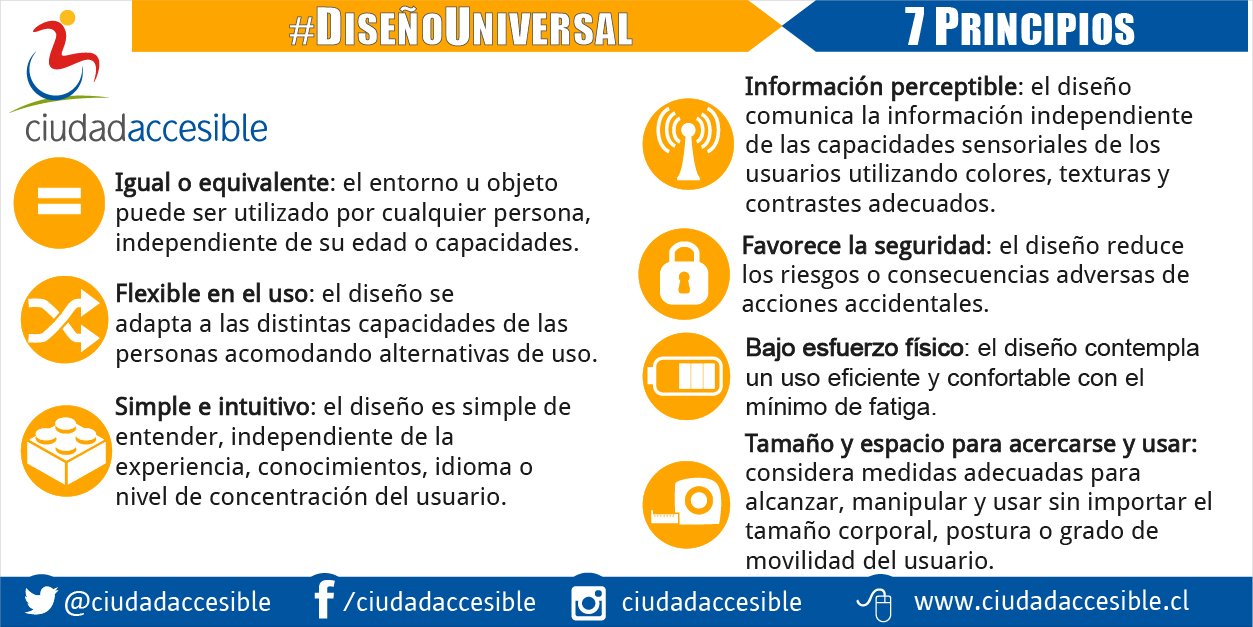 #DISEÑOUNIVERSAL
7 PRINCIPIOS
ciudadaccesible
Igual o equivalente: el entorno u objeto
puede ser utilizado por cualquier persona,
independiente de su edad o capacidades.
Flexible en el uso: el diseño se
adapta a las distintas capacidades de las
personas acomodando alternativas de uso.
Simple e intuitivo: el diseño es simple de
entender, independiente de la
experiencia, conocimientos, idioma o
nivel de concentración del usuario.
Información perceptible: el diseño
comunica la información independiente
de las capacidades sensoriales de los
usuarios utilizando colores, texturas y
contrastes adecuados.
Favorece la seguridad: el diseño reduce
los riesgos o consecuencias adversas de
acciones accidentales.
Bajo esfuerzo físico: el diseño contempla
un uso eficiente y confortable con el
mínimo de fatiga.
Tamaño y espacio para acercarse y usar:
considera medidas adecuadas para
alcanzar, manipular y usar sin importar el
tamaño corporal, postura o grado de
movilidad del usuario.
@ciudadaccesible
/ciudadaccesible
ciudadaccesible
www.ciudadaccesible.cl